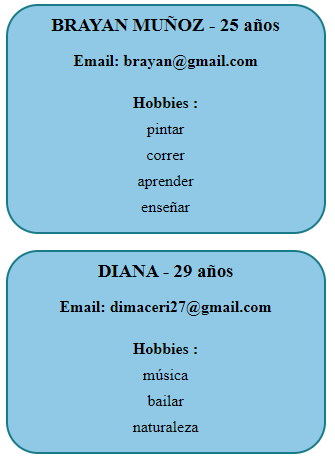 BRAYAN MUÑOZ - 25 años
Email: brayan@gmail.com
Hobbies :
pintar
correr
aprender
enseñar
DIANA - 29 años
Email: dimaceri27@gmail.com
Hobbies :
música
bailar
naturaleza